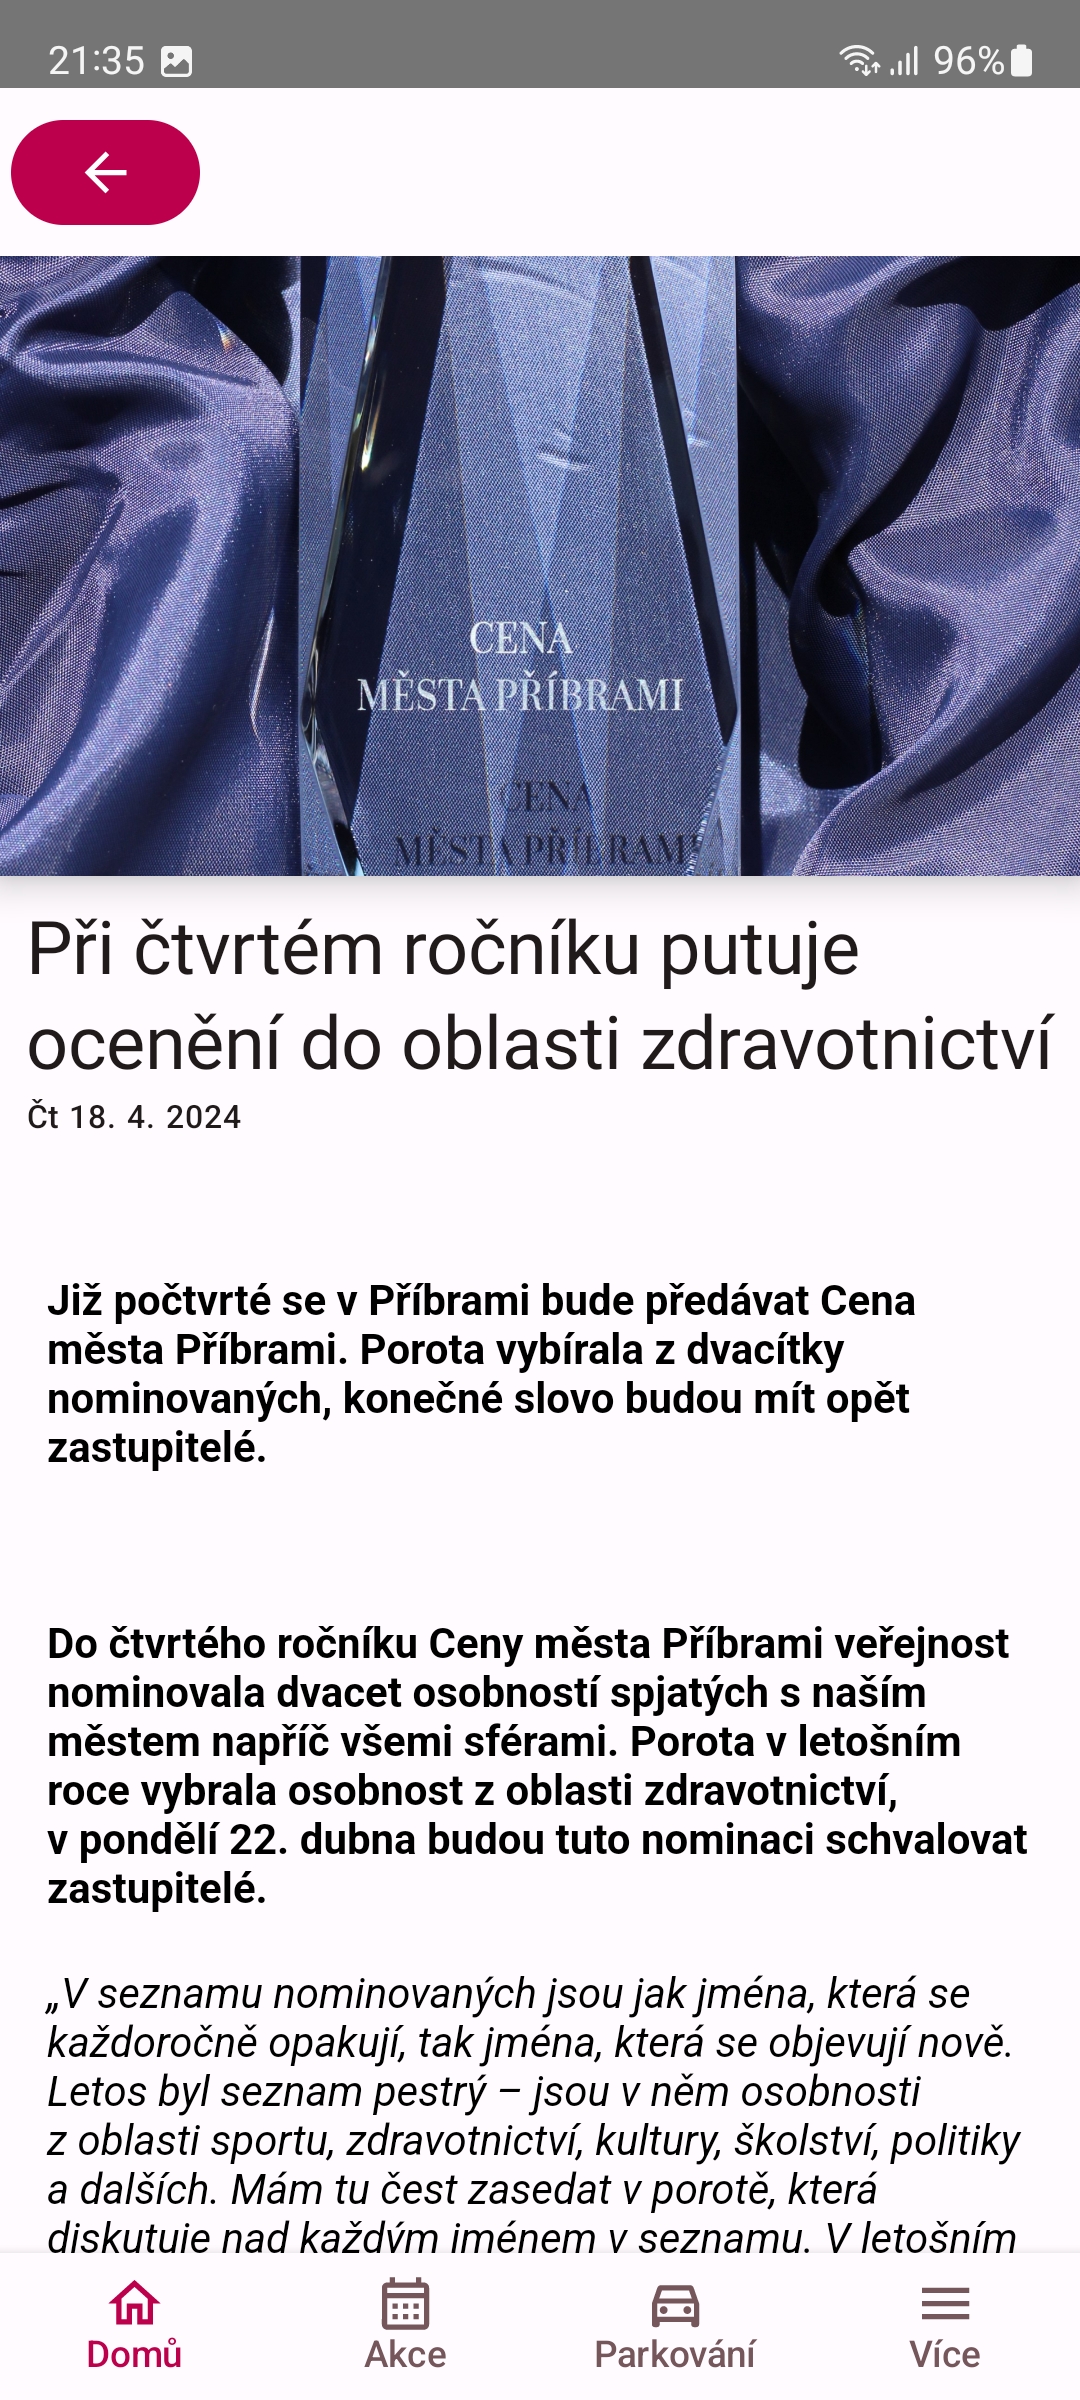 21:35
96%
CENA
MĚSTA PŘÍBRAMI
CENA
Při čtvrtém ročníku putuje
ocenění do oblasti zdravotnictví
Čt 18. 4. 2024
Již počtvrté se v Příbrami bude předávat Cena
města Příbrami. Porota vybírala z dvacítky
nominovaných, konečné slovo budou mít opět
zastupitelé.
Do čtvrtého ročníku Ceny města Příbrami veřejnost
nominovala dvacet osobností spjatých s naším
městem napříč všemi sférami. Porota v letošním
roce vybrala osobnost z oblasti zdravotnictví,
v pondělí 22. dubna budou tuto nominaci schvalovat
zastupitelé.
„V seznamu nominovaných jsou jak jména, která se
každoročně opakují, tak jména, která se objevují nově.
Letos byl seznam pestrý – jsou v něm osobnosti
z oblasti sportu, zdravotnictví, kultury, školství, politiky
a dalších. Mám tu čest zasedat v porotě, která
diskutuje nad každým jménem v seznamu. V letošním
Domů Akce Parkování Více